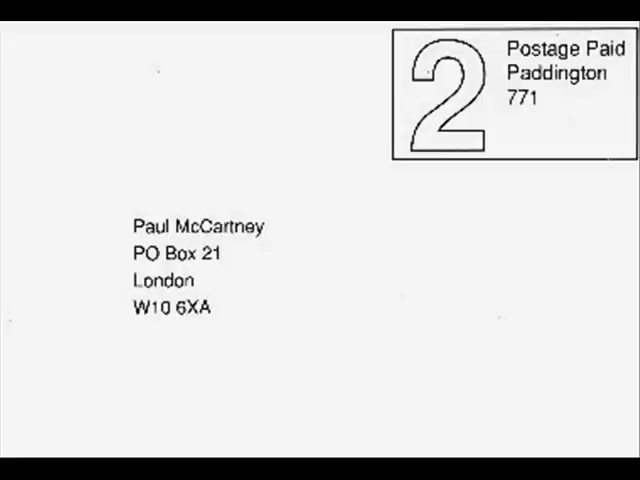 2
Postage Paid
Paddington
771
Paul McCartney
PO Box 21
London
W10 6XA